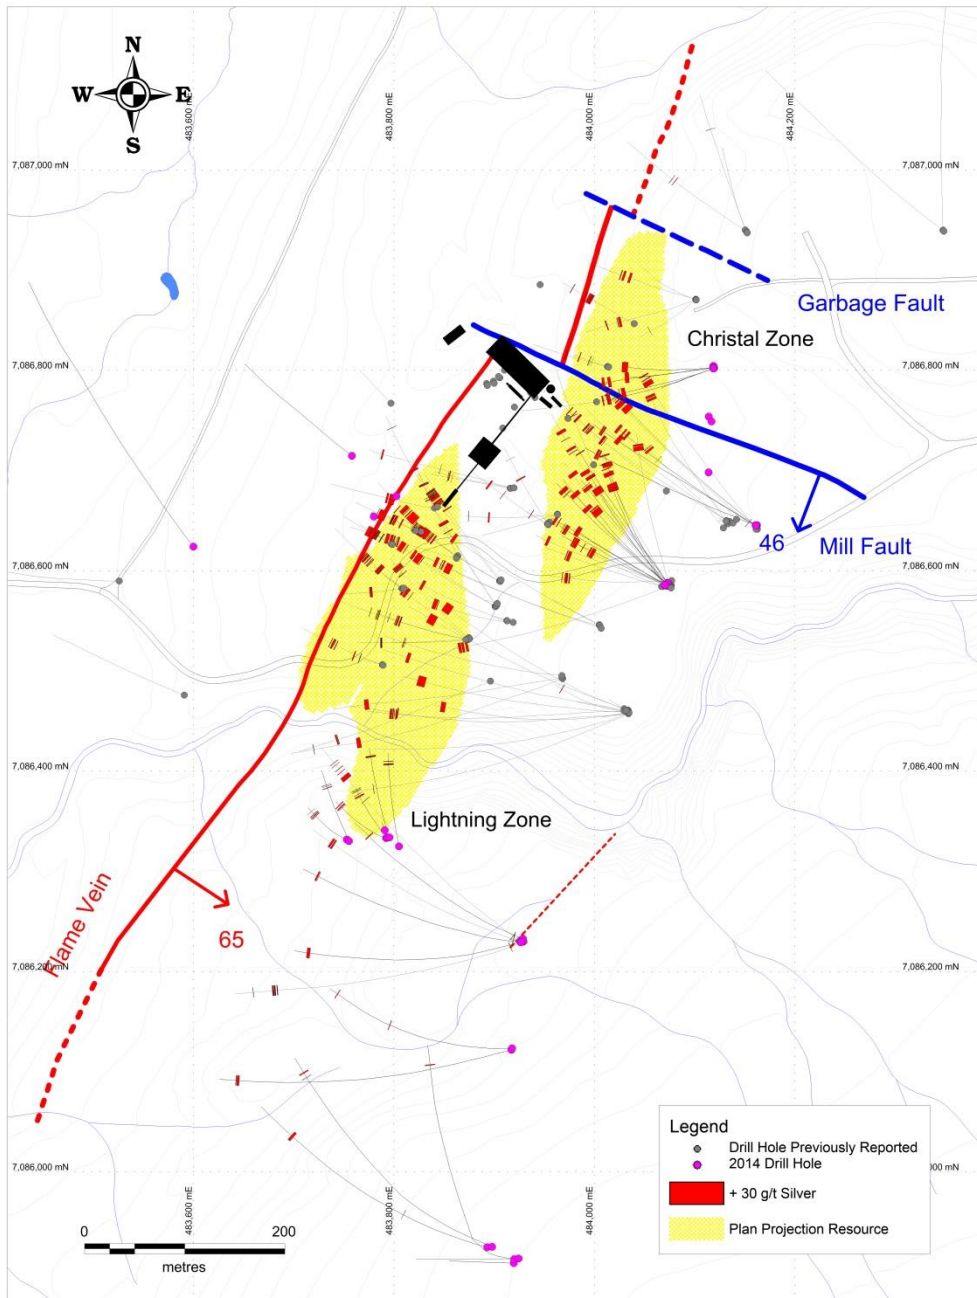 N
W E
S
483,600 mE
483,800 mE
484,000 mE
484,200 mE
7,087,000 mN
7,087,000 mN
Garbage Fault
Christal Zone
7,086,800 mN
7,086,800 mN
46
Mill Fault
7,086,600 mN
7,086,600 mN
7,086,400 mN
7,086,400 mN
Lightning Zone
Flame Vein
65
7,086,200 mN
7,086,200 mN
Legend
Drill Hole Previously Reported
2014 Drill Hole
+ 30 g/t Silver
Plan Projection Resource
7,086,000 mN
00 mN
483,600 mE
483,800 mE
484,000 mE
0 200
metres